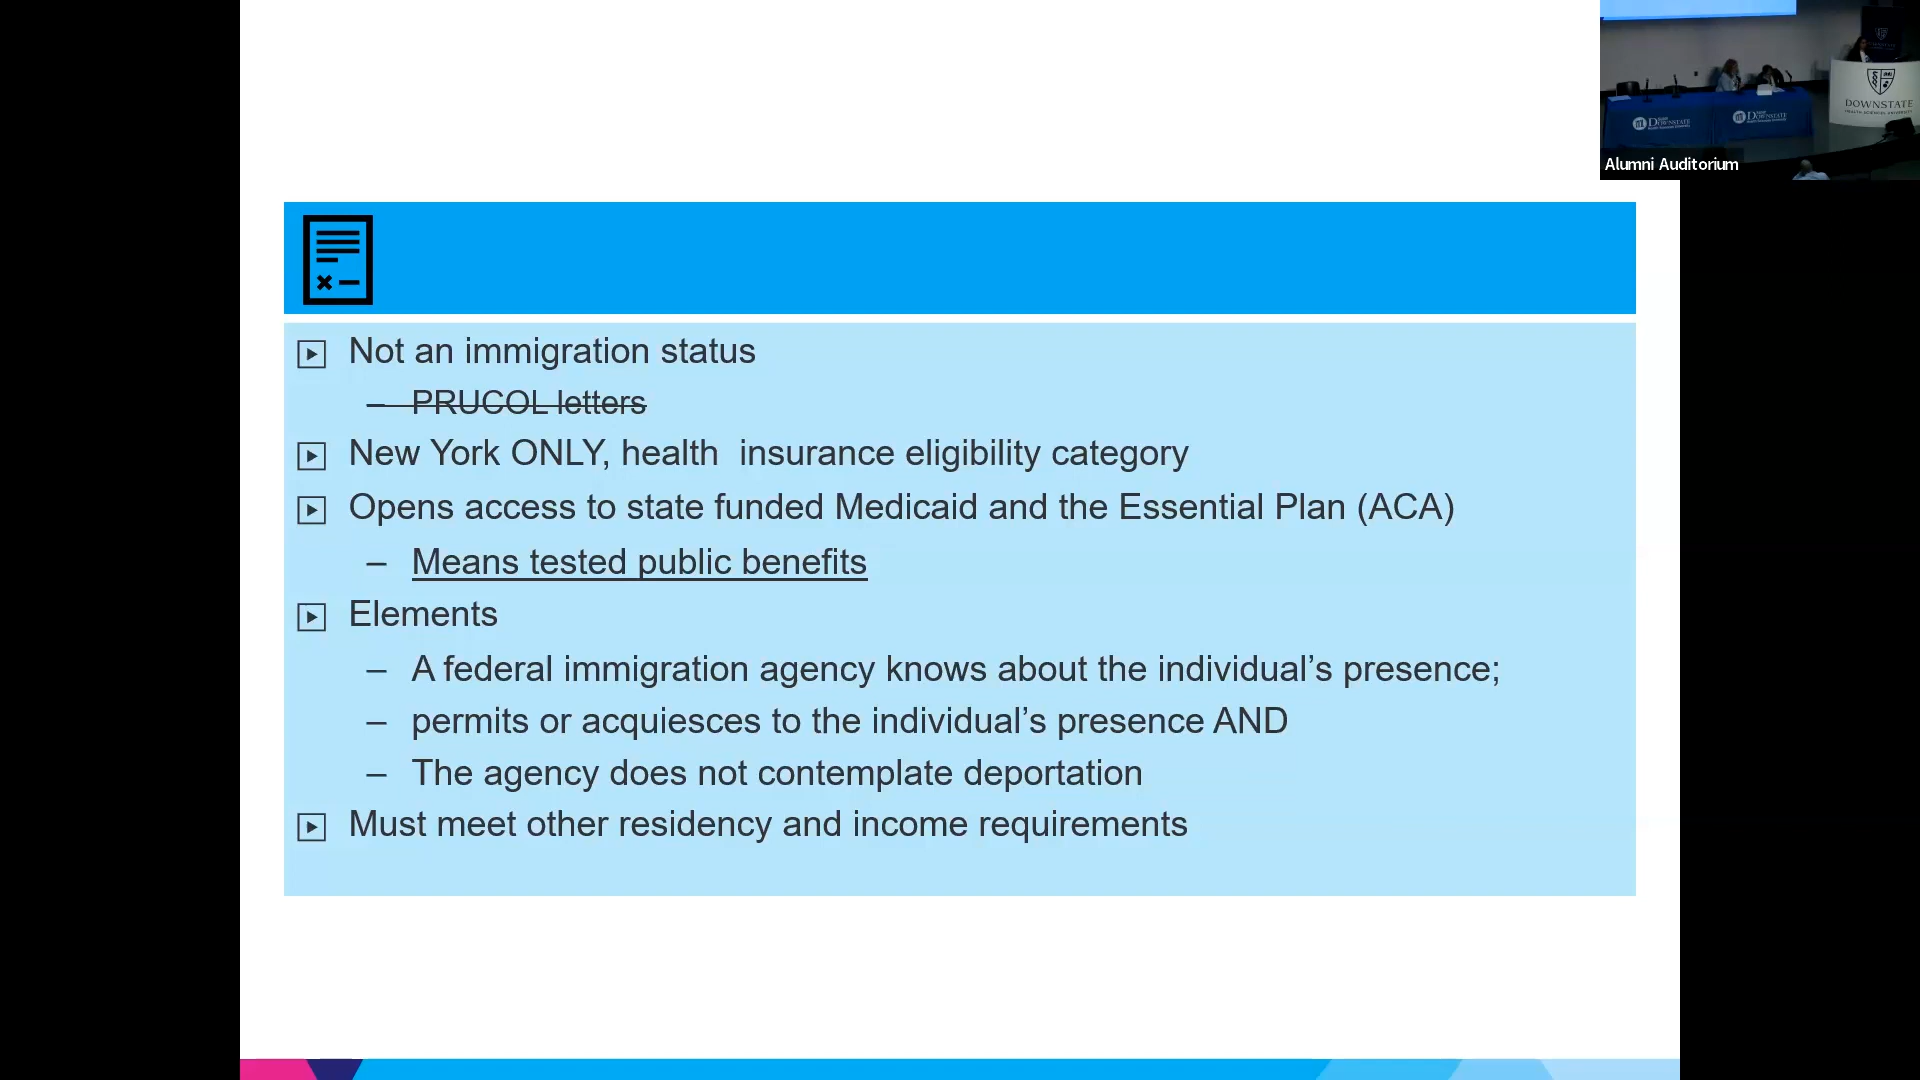 Not an immigration status
– PRUCOL letters
New York ONLY, health  insurance eligibility category
Opens access to state funded Medicaid and the Essential Plan (ACA)
– Means tested public benefits
Elements
– A federal immigration agency knows about the individual’s presence;
– permits or acquiesces to the individual’s presence AND
– The agency does not contemplate deportation
Must meet other residency and income requirements
DOWNSTATE
DOWNSTATE
DOWNSTATE
Alumni Auditorium